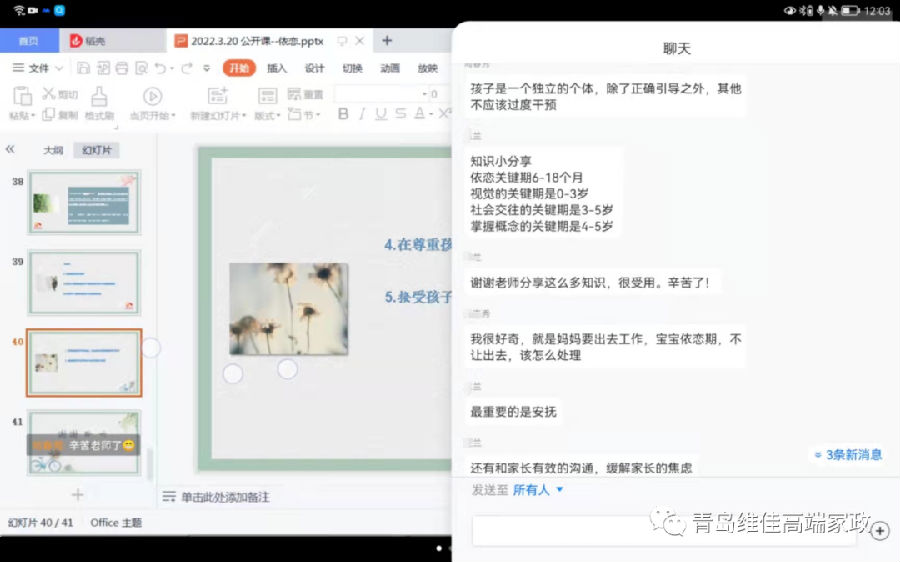 12:03
首页
稻壳
2022.3.20 公开课--依恋.pptx
文件
开始
插入
设计
切换
动画
放映
粘贴
剪切
复制
格式刷
当页开始
新建幻灯片
版式
重置
节
B I U S A
大纲
幻灯片
38
39
40
41
辛苦老师了
4.在尊重孩
5.接受孩子
单击此处添加备注
幻灯片 40 / 41
Office 主题
聊天
孩子是一个独立的个体，除了正确引导之外，其他
不应该过度干预
兰
知识小分享
依恋关键期6-18个月
视觉的关键期是0-3岁
社会交往的关键期是3-5岁
掌握概念的关键期是4-5岁
谢谢老师分享这么多知识，很受用。辛苦了！
我很好奇，就是妈妈要出去工作，宝宝依恋期，不
让出去，该怎么处理
兰
最重要的是安抚
兰
还有和家长有效的沟通，缓解家长的焦虑
3条新消息
发送至 所有人
青岛维佳高端家政